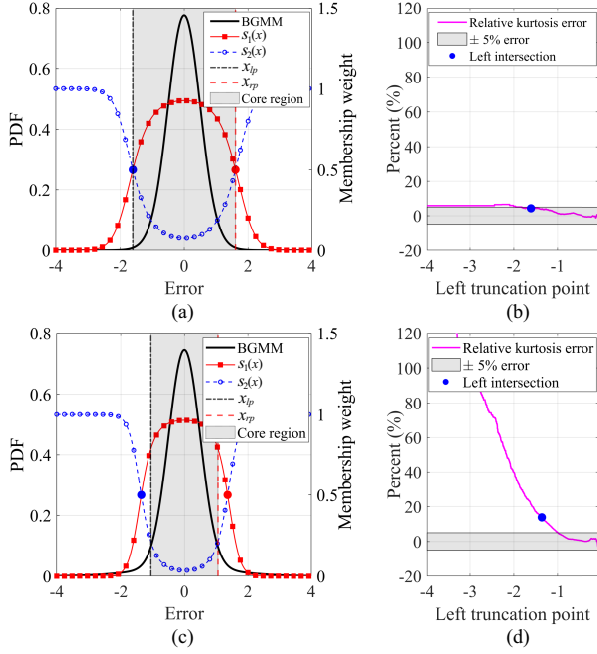 0.8
0.6
0.4
0.2
0
PDF
-4
-2
0
2
4
Error
1.5
1
0.5
0
Membership weight
BGMM
s1(x)
s2(x)
xlp
xrp
Core region
(a)
120
100
80
60
40
20
0
-20
Percent (%)
-4
-3
-2
-1
Left truncation point
Relative kurtosis error
± 5% error
Left intersection
(b)
0.8
0.6
0.4
0.2
0
PDF
-4
-2
0
2
4
Error
1.5
1
0.5
0
Membership weight
BGMM
s1(x)
s2(x)
xlp
xrp
Core region
(c)
120
100
80
60
40
20
0
-20
Percent (%)
-4
-3
-2
-1
Left truncation point
Relative kurtosis error
± 5% error
Left intersection
(d)